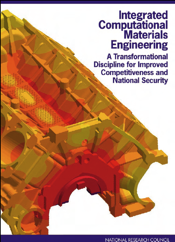 Integrated
Computational
Materials
Engineering
A Transformational
Discipline for Improved
Competitiveness and
National Security
NATIONAL RESEARCH COUNCIL